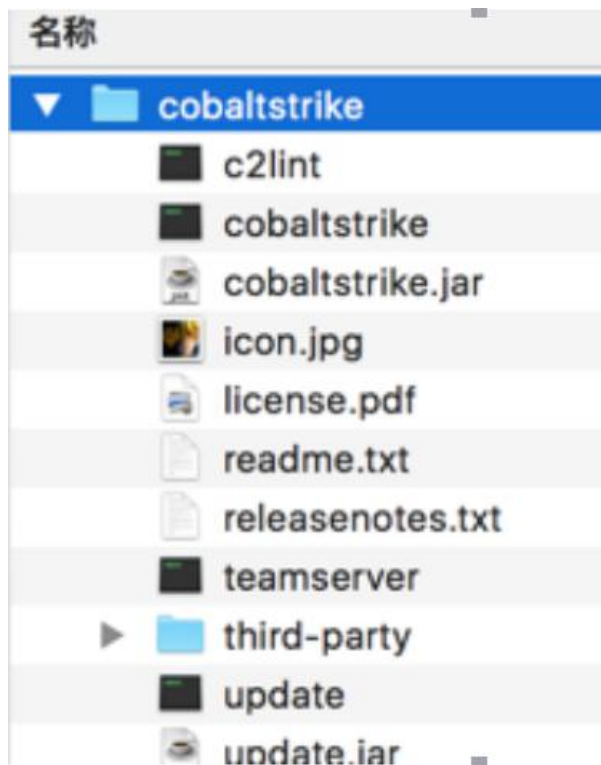 名称
cobaltstrike
c2lint
cobaltstrike
cobaltstrike.jar
icon.jpg
license.pdf
readme.txt
releasenotes.txt
teamserver
third-party
update
update.jar